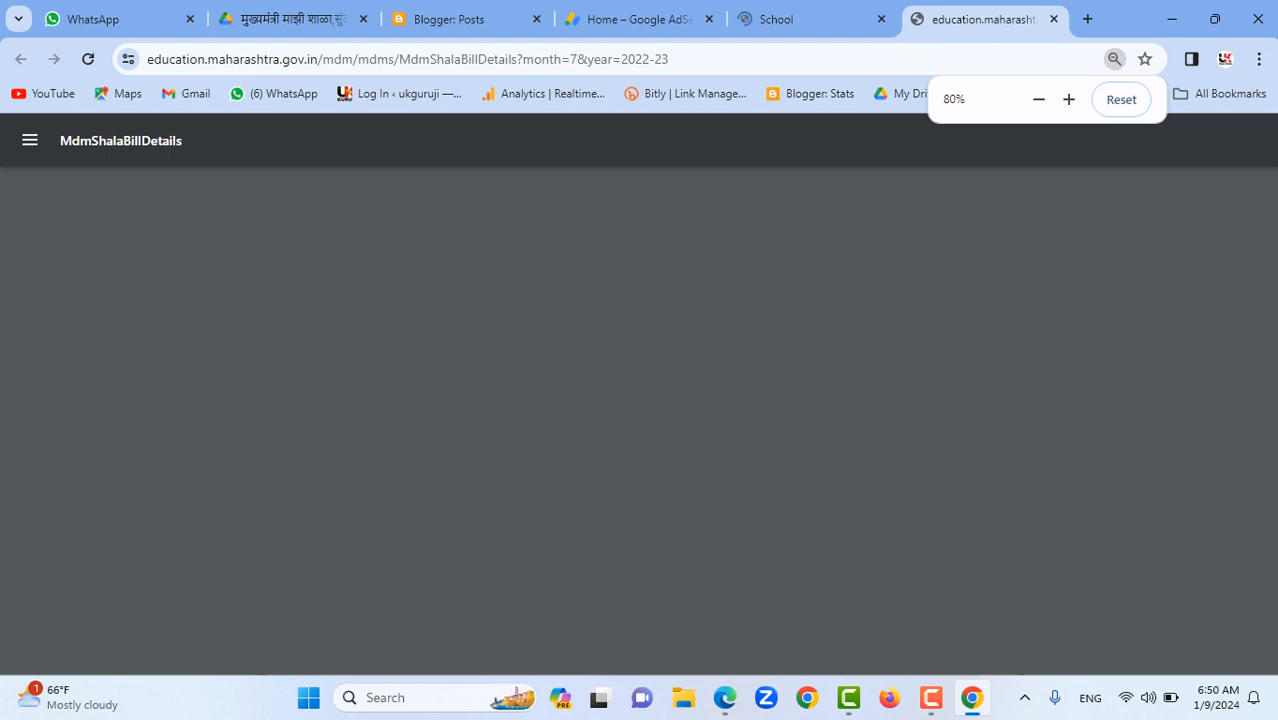 WhatsApp
मुख्यमंत्री माझी शाळा,सुंद
Blogger: Posts
Home – Google AdSe
School
education.maharasht
education.maharashtra.gov.in/mdm/mdms/MdmShalaBillDetails?month=7&year=2022-23
YouTube
Maps
Gmail
(6) WhatsApp
Log In ‹ ukguruji —...
Analytics | Realtime...
Bitly | Link Manage...
Blogger: Stats
My Dri
All Bookmarks
80%
Reset
MdmShalaBillDetails
1
66°F
Mostly cloudy
Search
PRE
ENG
6:50 AM
1/9/2024